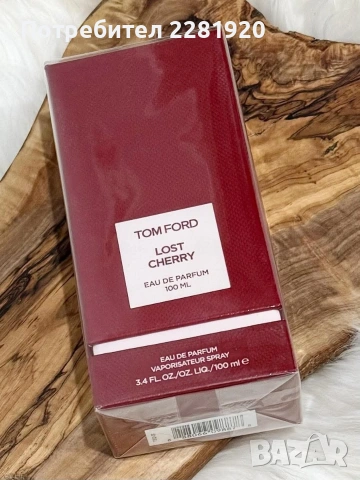 Потребител 2281920
TOM FORD
LOST
CHERRY
EAU DE PARFUM
100 ML
EAU DE PARFUM
VAPORISATEUR SPRAY
3.4 FL. OZ./OZ. LIQ./100 ml e
BAZAR